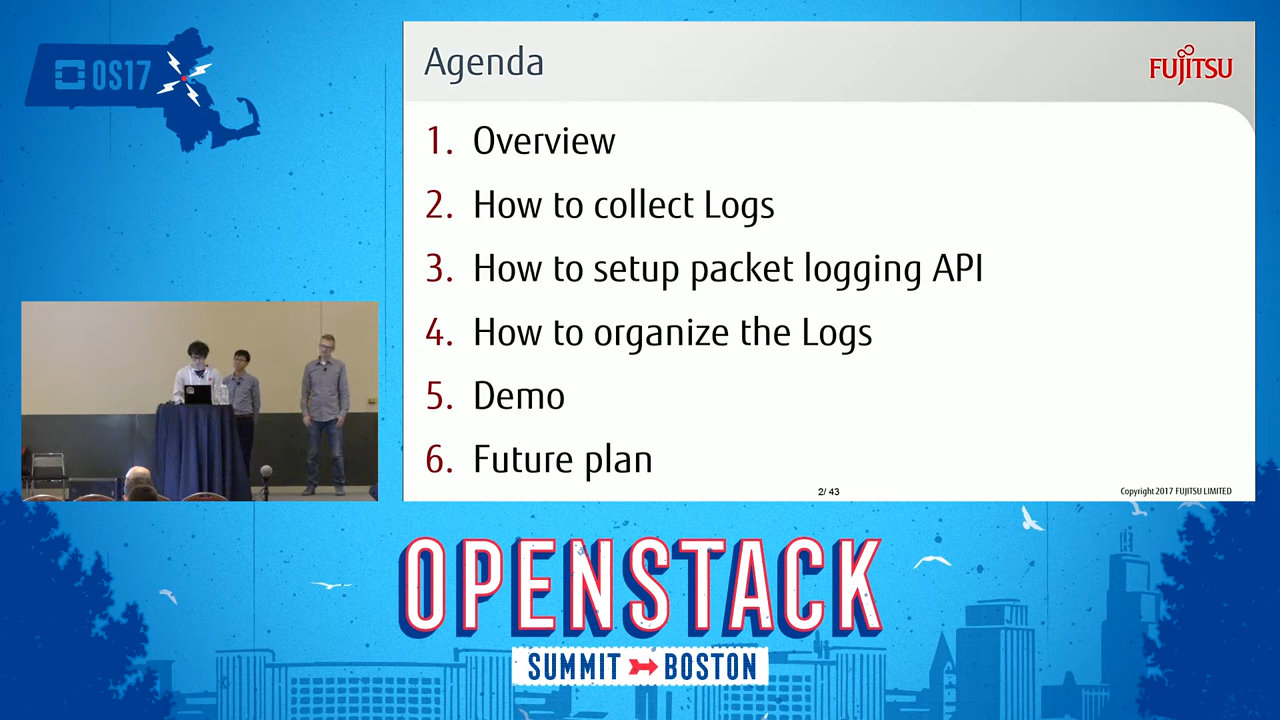 OS17
Agenda
FUJITSU
1. Overview
2. How to collect Logs
3. How to setup packet logging API
4. How to organize the Logs
5. Demo
6. Future plan
2/ 43
Copyright 2017 FUJITSU LIMITED
OPENSTACK
SUMMIT BOSTON